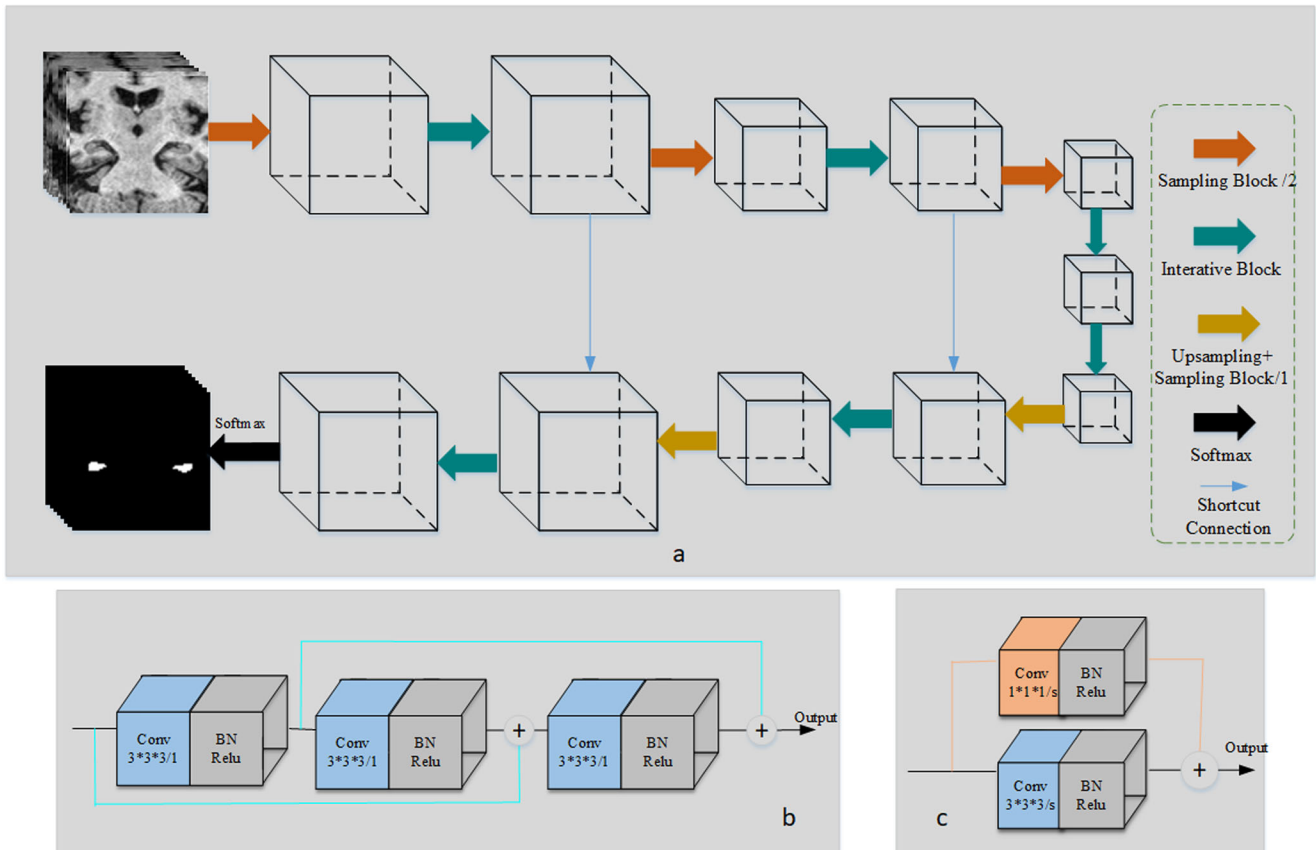 Sampling Block /2
Interative Block
Upsampling+
Sampling Block/1
Softmax
Softmax
Shortcut
Connection
a
Conv
3*3*3/1
BN
Relu
Conv
3*3*3/1
BN
Relu
+
Conv
3*3*3/1
BN
Relu
+
Output
b
Conv
1*1*1/s
BN
Relu
Conv
3*3*3/s
BN
Relu
+
Output
c